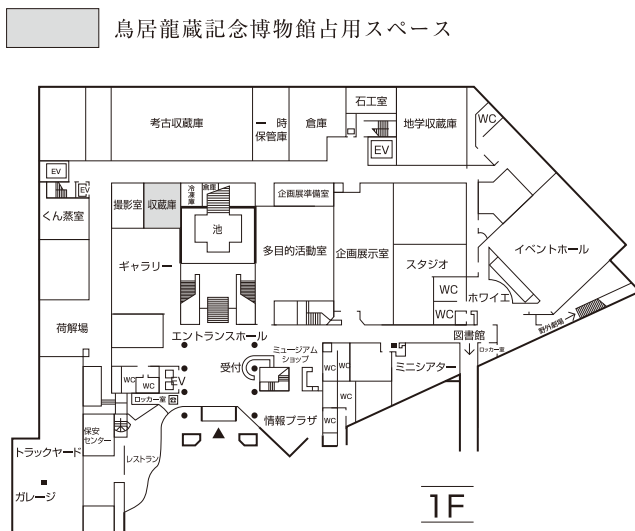 鳥居龍蔵記念博物館占用スペース
石工室
考古収蔵庫
一時
保管庫
倉庫
地学収蔵庫
WC
EV
EV
EV
くん蒸室
撮影室
収蔵庫
冷凍庫
倉庫
企画展準備室
池
ギャラリー
多目的活動室
企画展示室
スタジオ
イベントホール
WC
ホワイエ
WC
野外劇場
荷解場
エントランスホール
図書館
ロッカー室
受付
ミュージアム
ショップ
ミニシアター
WC
WC
EV
WC
WC
WC
ロッカー室
情報プラザ
WC
保安
センター
トラックヤード
レストラン
ガレージ
1F